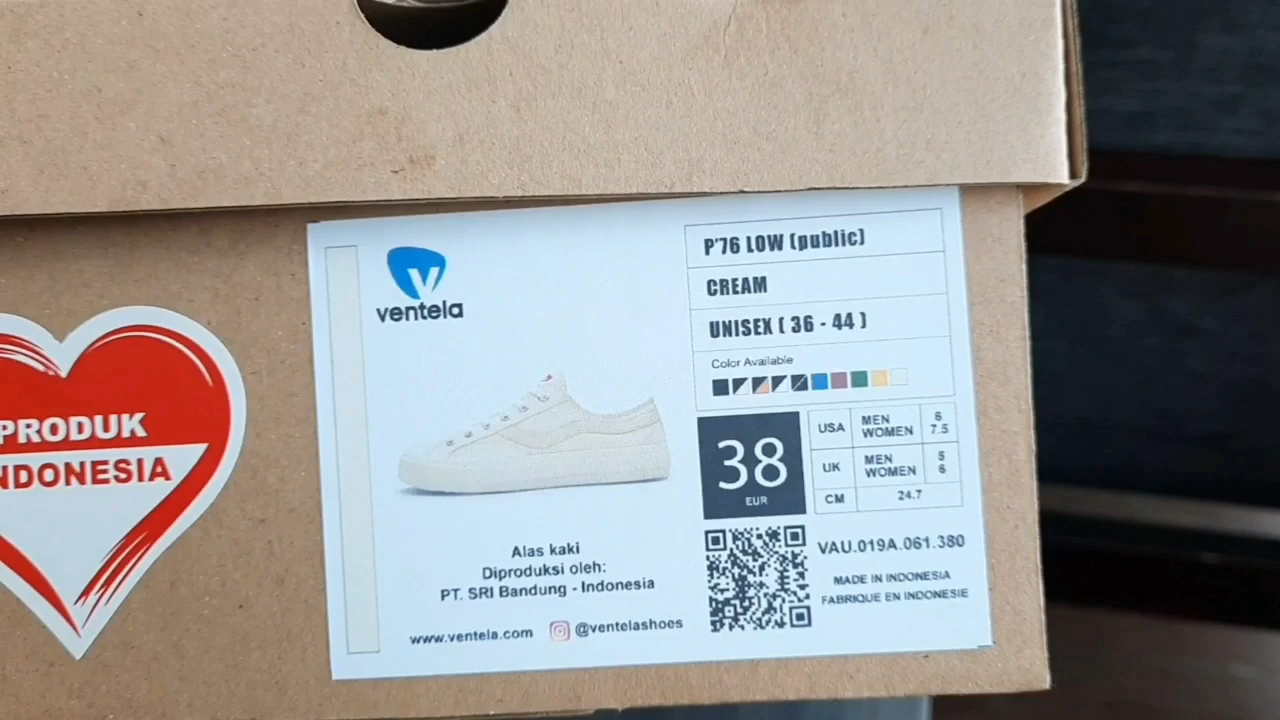 PRODUK
INDONESIA
ventela
Alas kaki
Diproduksi oleh:
PT. SRI Bandung - Indonesia
www.ventela.com @ventelashoes
P'76 LOW (public)
CREAM
UNISEX ( 36 - 44 )
Color Available
38
EUR
USA MEN 6
WOMEN 7.5
UK MEN 5
WOMEN 6
CM 24.7
VAU.019A.061.380
MADE IN INDONESIA
FABRIQUE EN INDONESIE